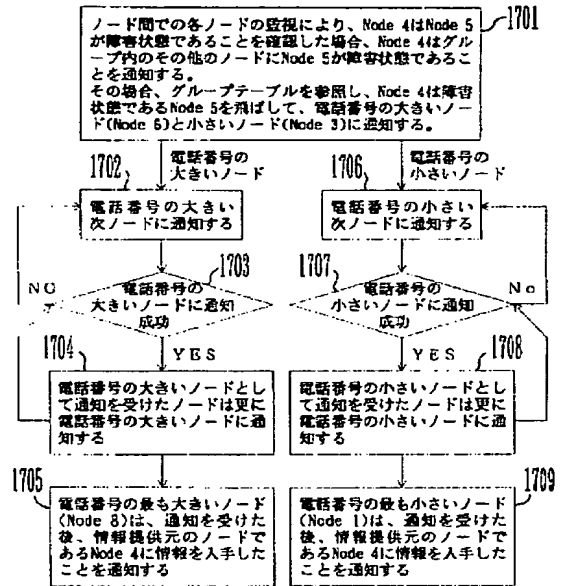 1701
ノード間での各ノードの監視により、Node 4はNode 5
が障害状態であることを確認した場合、Node 4はグル
ープ内のその他のノードにNode 5が障害状態であるこ
とを通知する。
その場合、グループテーブルを参照し、Node 4は障害
状態であるNode 5を飛ばして、電話番号の大きいノー
ド(Node 6)と小さいノード(Node 3)に通知する。
1702
電話番号の
大きいノード
電話番号の大きい
次ノードに通知する
1703
電話番号の
大きいノードに通知
成功
NO
YES
1704
電話番号の大きいノードとし
て通知を受けたノードは更に
電話番号の大きいノードに通
知する
1705
電話番号の最も大きいノード
(Node 8)は、通知を受けた
後、情報提供元のノードで
あるNode 4に情報を入手した
ことを通知する
1706
電話番号の
小さいノード
電話番号の小さい
次ノードに通知する
1707
電話番号の
小さいノードに通知
成功
No
YES
1708
電話番号の小さいノードとし
て通知を受けたノードは更に
電話番号の小さいノードに通
知する
1709
電話番号の最も小さいノード
(Node 1)は、通知を受けた
後、情報提供元のノードで
あるNode 4に情報を入手した
ことを通知する